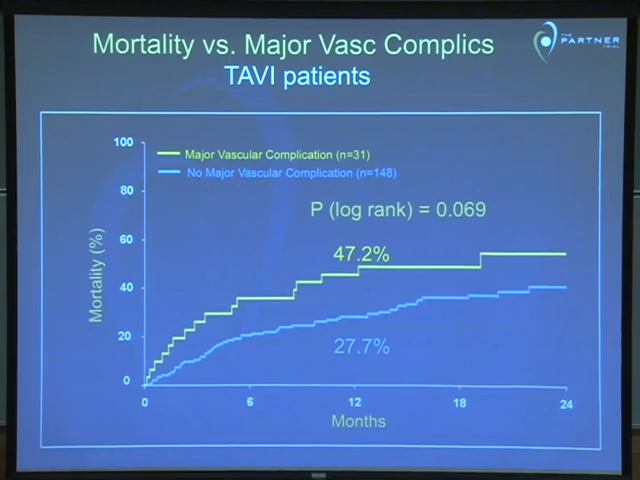 Mortality vs. Major Vasc Complics
TAVI patients
THE
PARTNER
TRIAL
100
80
60
40
20
0
Mortality (%)
Major Vascular Complication (n=31)
No Major Vascular Complication (n=148)
P (log rank) = 0.069
47.2%
27.7%
0 6 12 18 24
Months